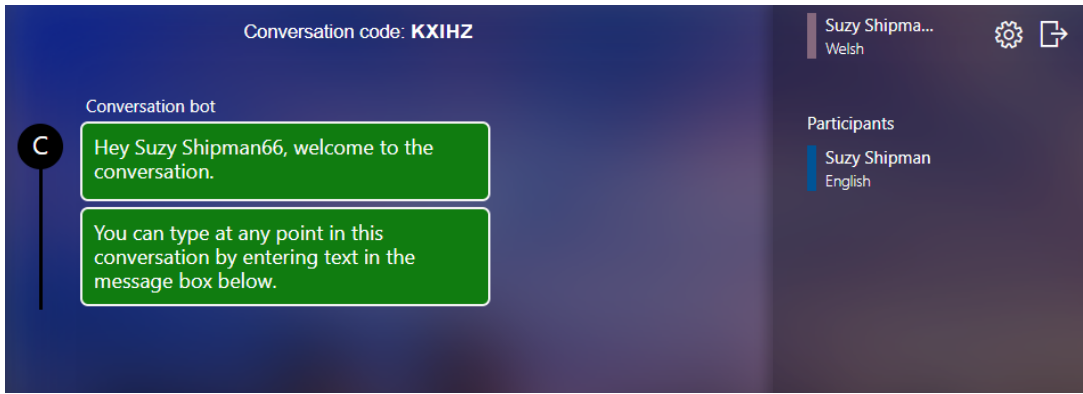 Conversation code: KXIHZ
Suzy Shipma...
Welsh
Conversation bot
C
Hey Suzy Shipman66, welcome to the
conversation.
You can type at any point in this
conversation by entering text in the
message box below.
Participants
Suzy Shipman
English